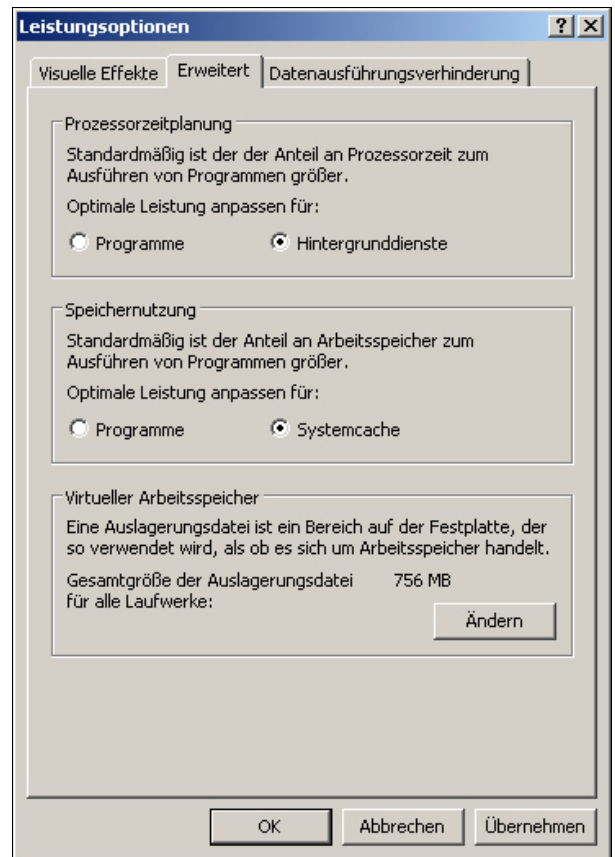 Leistungsoptionen
Visuelle Effekte
Erweitert
Datenausführungsverhinderung
Prozessorzeitplanung
Standardmäßig ist der der Anteil an Prozessorzeit zum
Ausführen von Programmen größer.
Optimale Leistung anpassen für:
Programme
Hintergrunddienste
Speichernutzung
Standardmäßig ist der Anteil an Arbeitsspeicher zum
Ausführen von Programmen größer.
Optimale Leistung anpassen für:
Programme
Systemcache
Virtueller Arbeitsspeicher
Eine Auslagerungsdatei ist ein Bereich auf der Festplatte, der
so verwendet wird, als ob es sich um Arbeitsspeicher handelt.
Gesamtgröße der Auslagerungsdatei 756 MB
für alle Laufwerke:
Ändern
OK
Abbrechen
Übernehmen